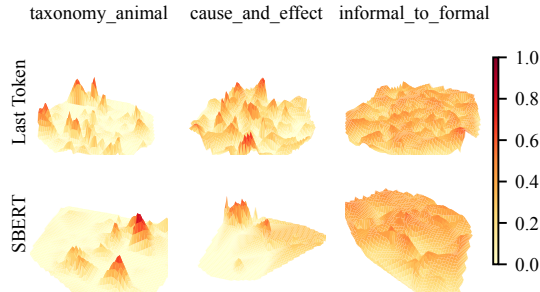 taxonomy_animal cause_and_effect informal_to_formal
Last Token
SBERT
1.0
0.8
0.6
0.4
0.2
0.0